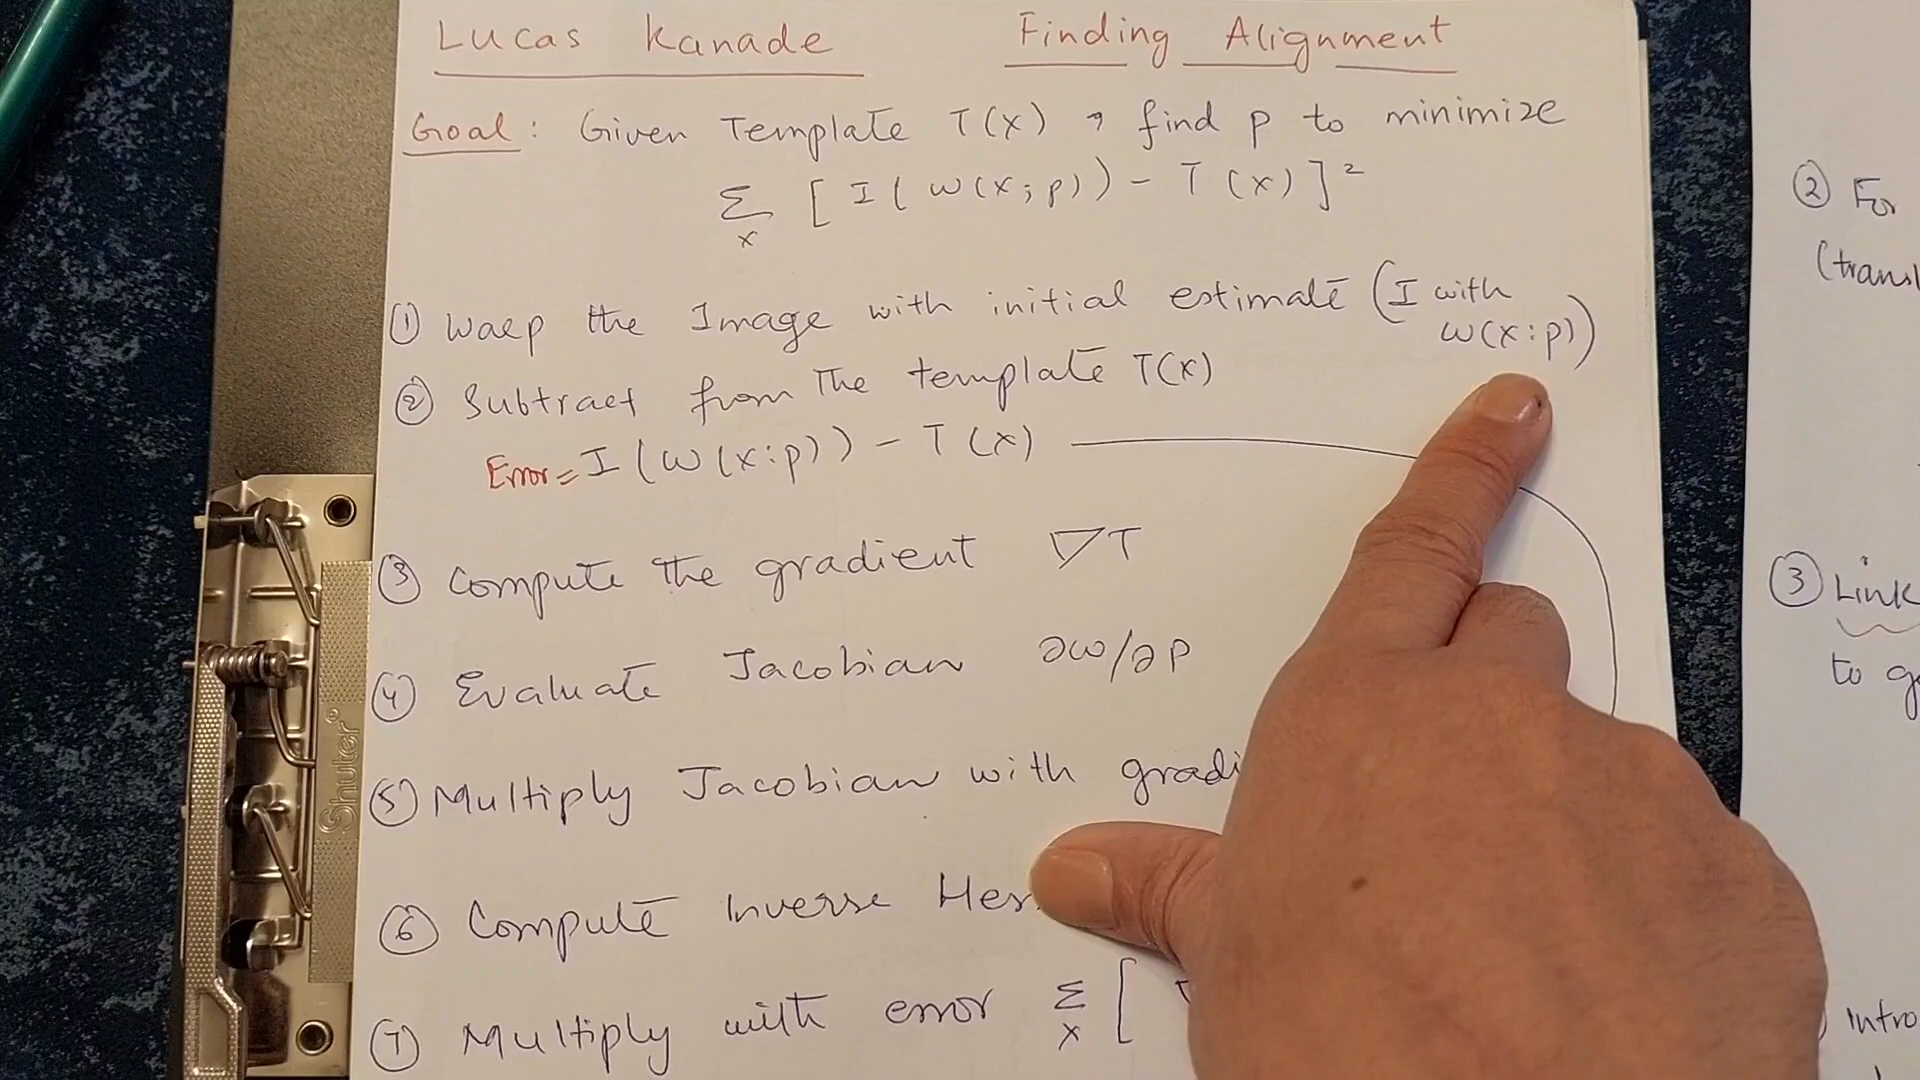 Lucas Kanade Finding Alignment
Goal: Given Template T(x), find p to minimize
Σ [I(w(x;p)) - T(x)]²
x
① Warp the Image with initial estimate (I with
w(x:p))
② Subtract from The template T(x)
Error = I(w(x:p)) - T(x)
③ Compute The gradient ∇T
④ Evaluate Jacobian ∂w/∂p
⑤ Multiply Jacobian with gradi
⑥ Compute Inverse Hes
⑦ Multiply with error Σ [
x
Shuter®
② For
(transl
③ Link
to g
Intro